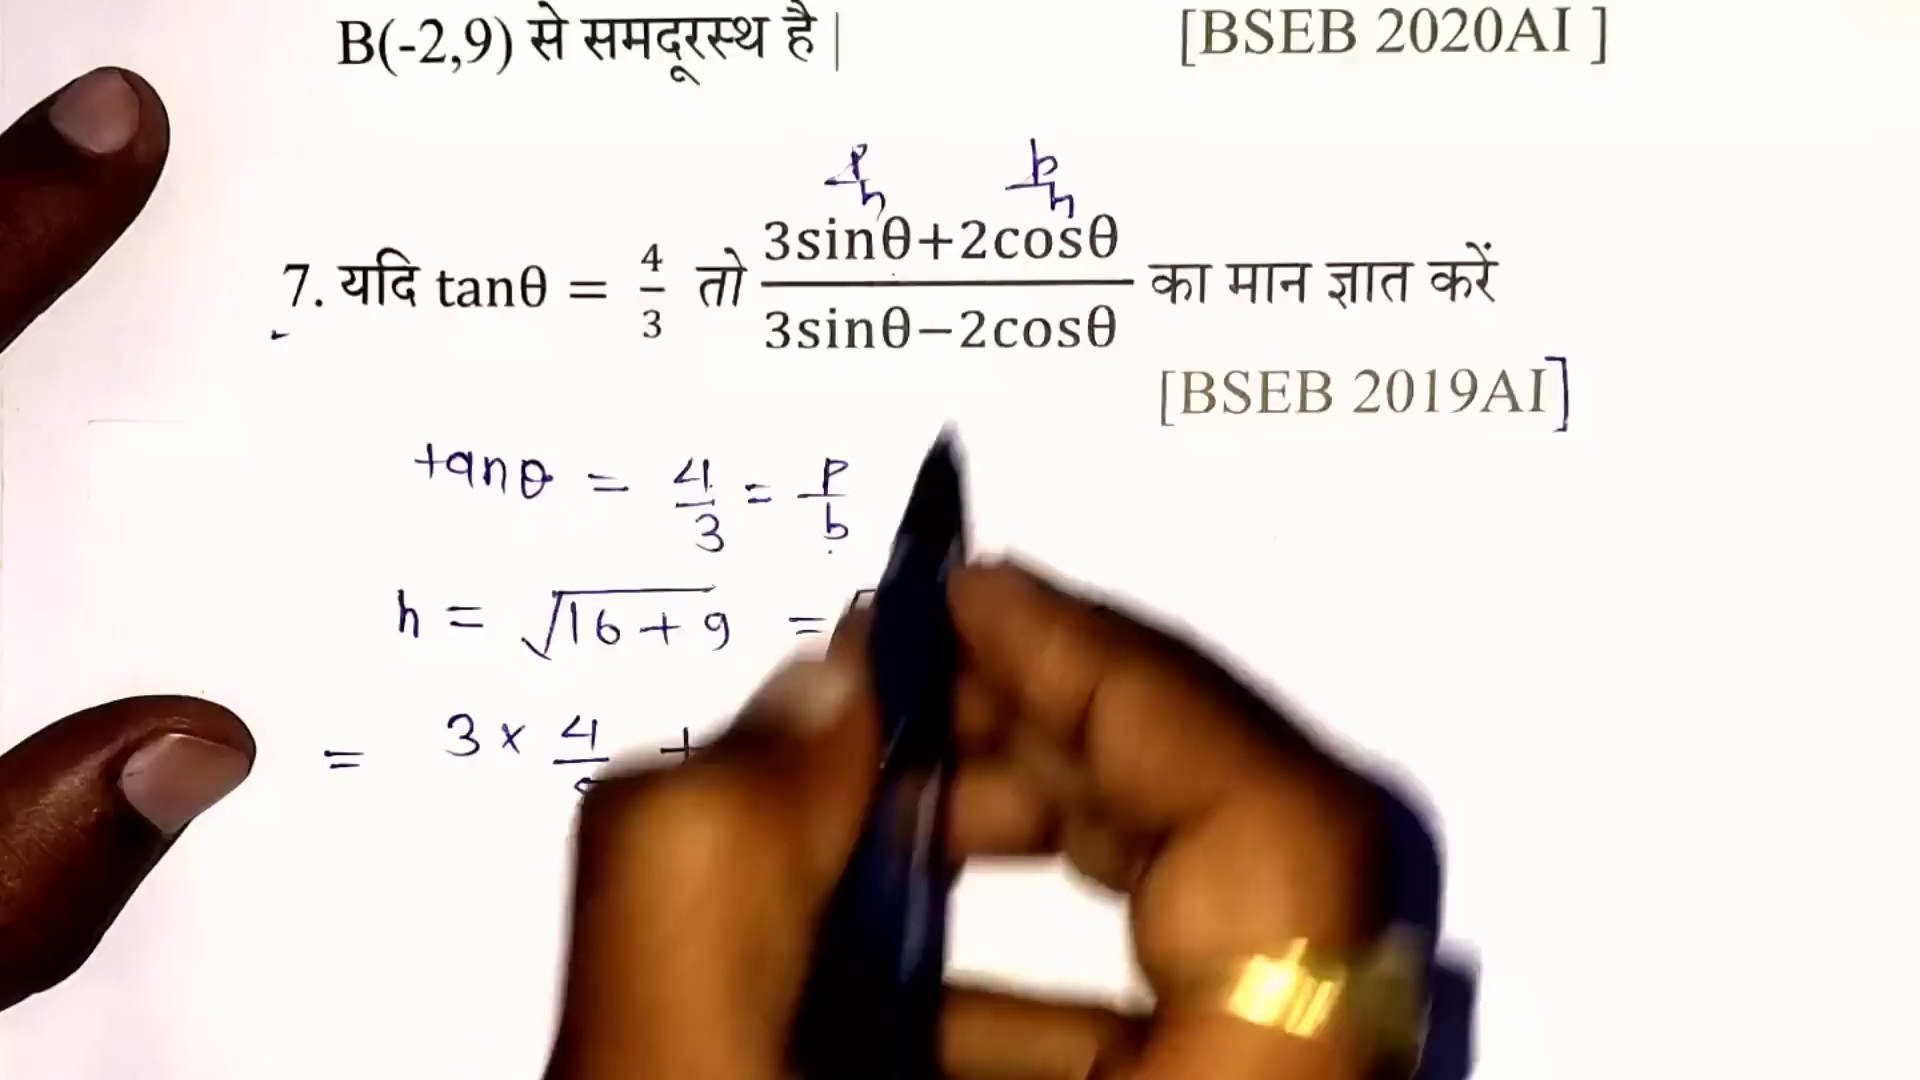 B(-2,9) से समदूरस्थ है | [BSEB 2020AI ]
p/h b/h
7. यदि tanθ = 4/3 तो (3sinθ+2cosθ)/(3sinθ−2cosθ) का मान ज्ञात करें
[BSEB 2019AI]
tanθ = 4/3 = p/b
h = √16+9 =
= 3 × 4/5 +